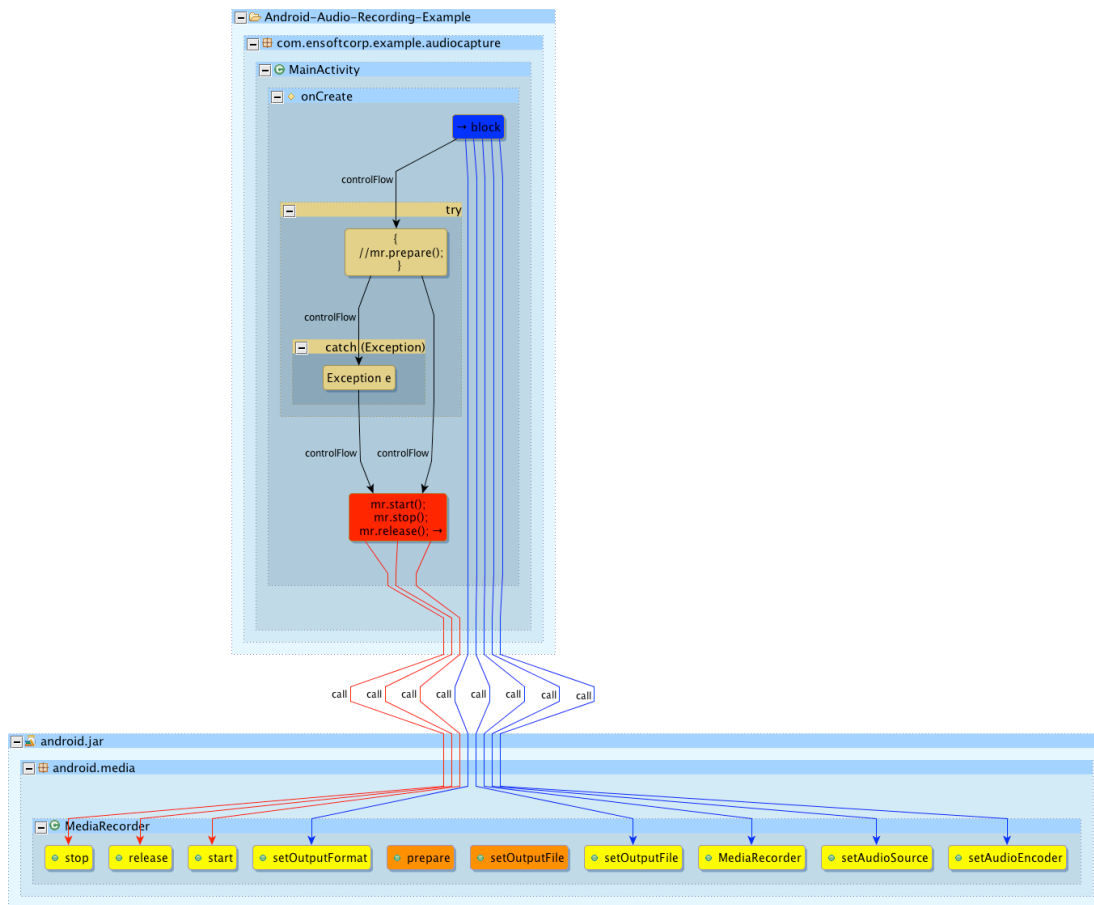 Android-Audio-Recording-Example
com.ensoftcorp.example.audiocapture
MainActivity
onCreate
→ block
controlFlow
try
{
//mr.prepare();
}
controlFlow
catch (Exception)
Exception e
controlFlow controlFlow
mr.start();
mr.stop();
mr.release(); →
call call call call call call call call
android.jar
android.media
MediaRecorder
stop release start setOutputFormat prepare setOutputFile setOutputFile MediaRecorder setAudioSource setAudioEncoder